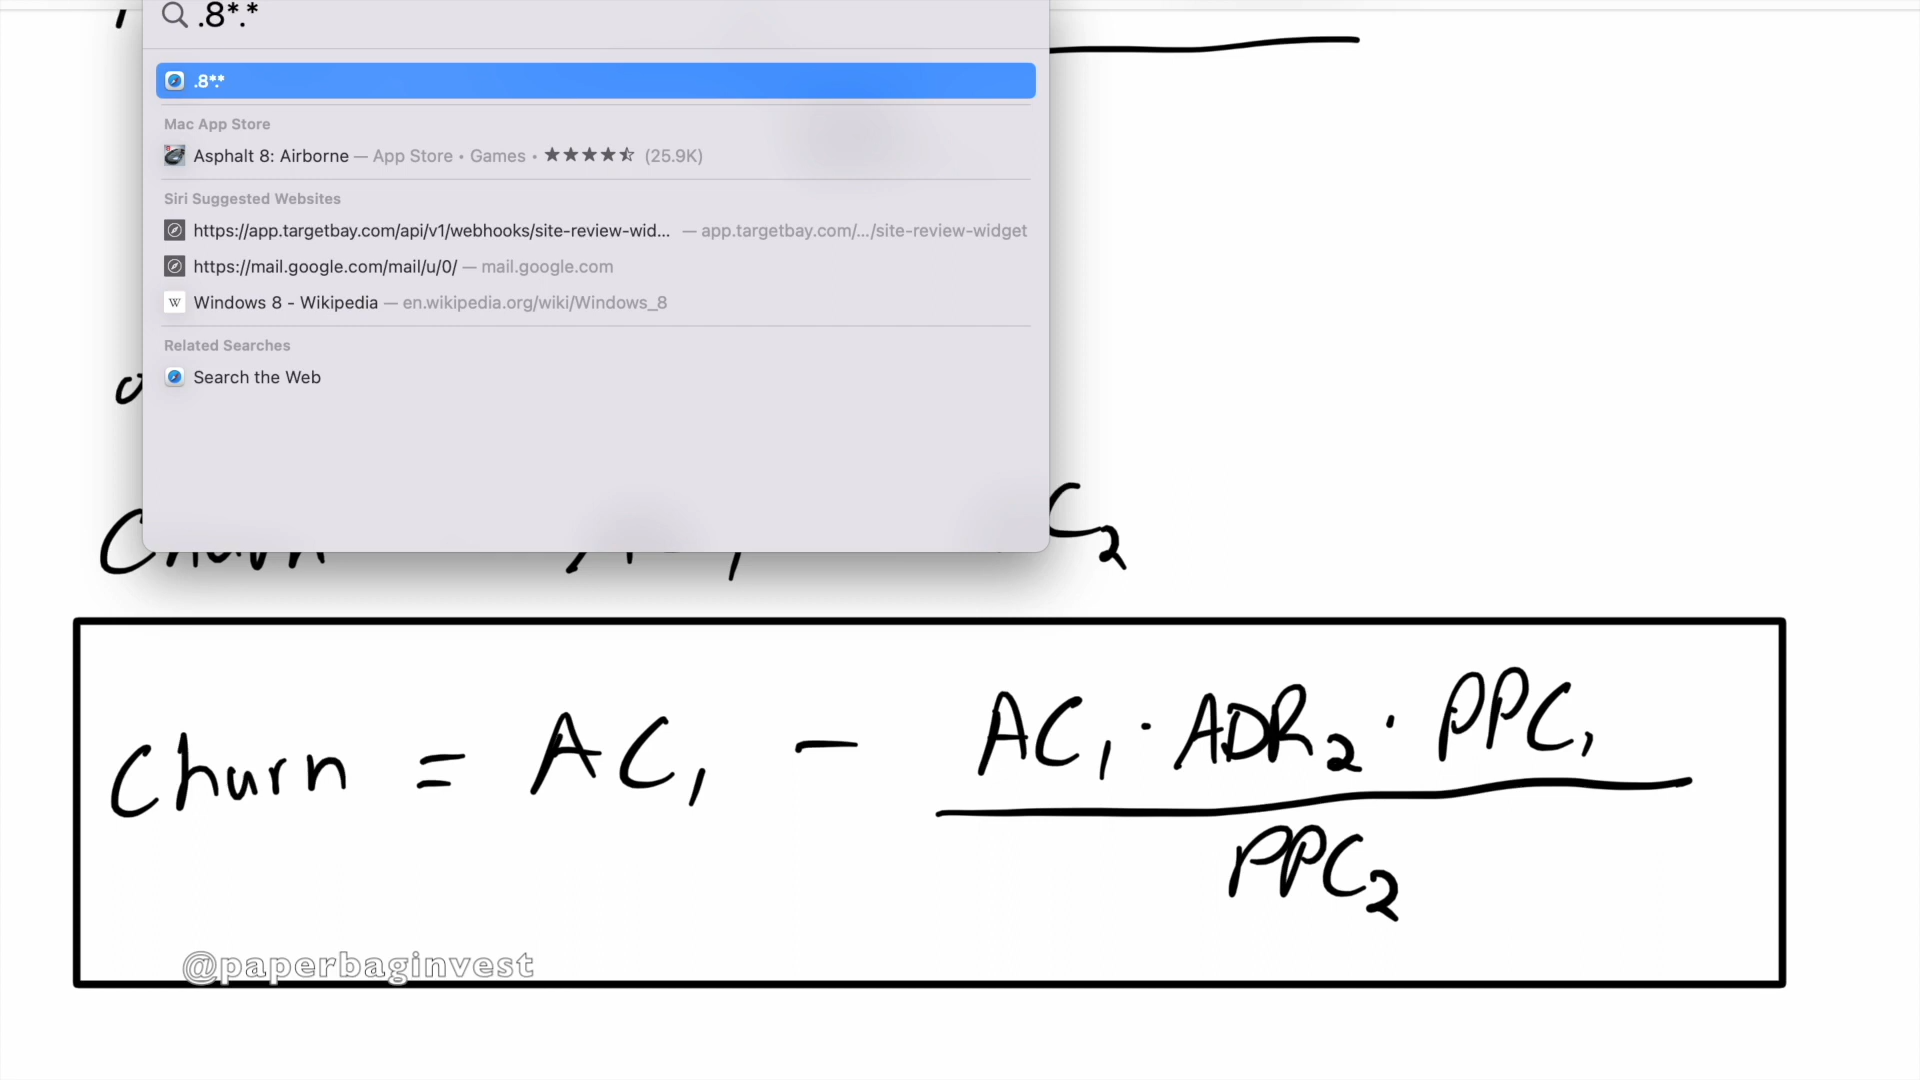 .8*.*
.8*.*
Mac App Store
Asphalt 8: Airborne — App Store • Games • ★★★★⯪ (25.9K)
Siri Suggested Websites
https://app.targetbay.com/api/v1/webhooks/site-review-wid... — app.targetbay.com/.../site-review-widget
https://mail.google.com/mail/u/0/ — mail.google.com
W Windows 8 - Wikipedia — en.wikipedia.org/wiki/Windows_8
Related Searches
Search the Web
C₂
Churn = AC₁ — AC₁ · ADR₂ · PPC₁
PPC₂
@paperbaginvest